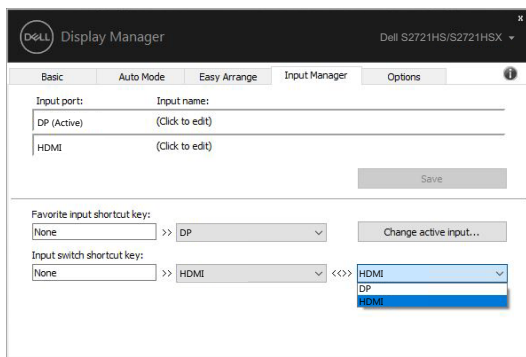 DELL Display Manager Dell S2721HS/S2721HSX
x
Basic Auto Mode Easy Arrange Input Manager Options i
Input port: Input name:
DP (Active) (Click to edit)
HDMI (Click to edit)
Save
Favorite input shortcut key:
None >> DP Change active input...
Input switch shortcut key:
None >> HDMI <<>> HDMI
DP
HDMI